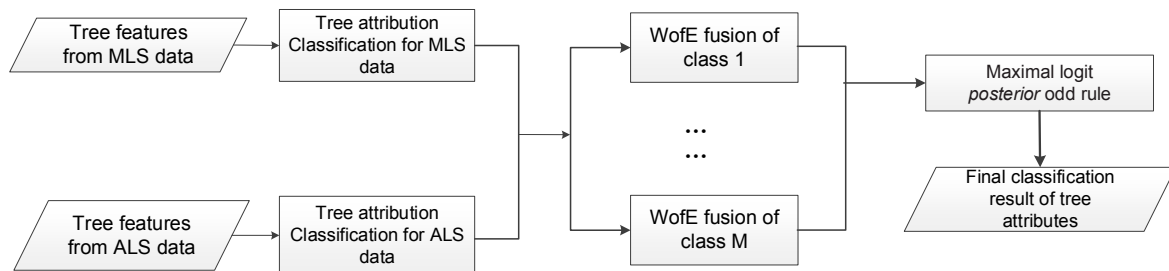 Tree features
from MLS data
Tree attribution
Classification for MLS
data
WofE fusion of
class 1
Maximal logit
posterior odd rule
...
...
Tree features
from ALS data
Tree attribution
Classification for ALS
data
WofE fusion of
class M
Final classification
result of tree
attributes